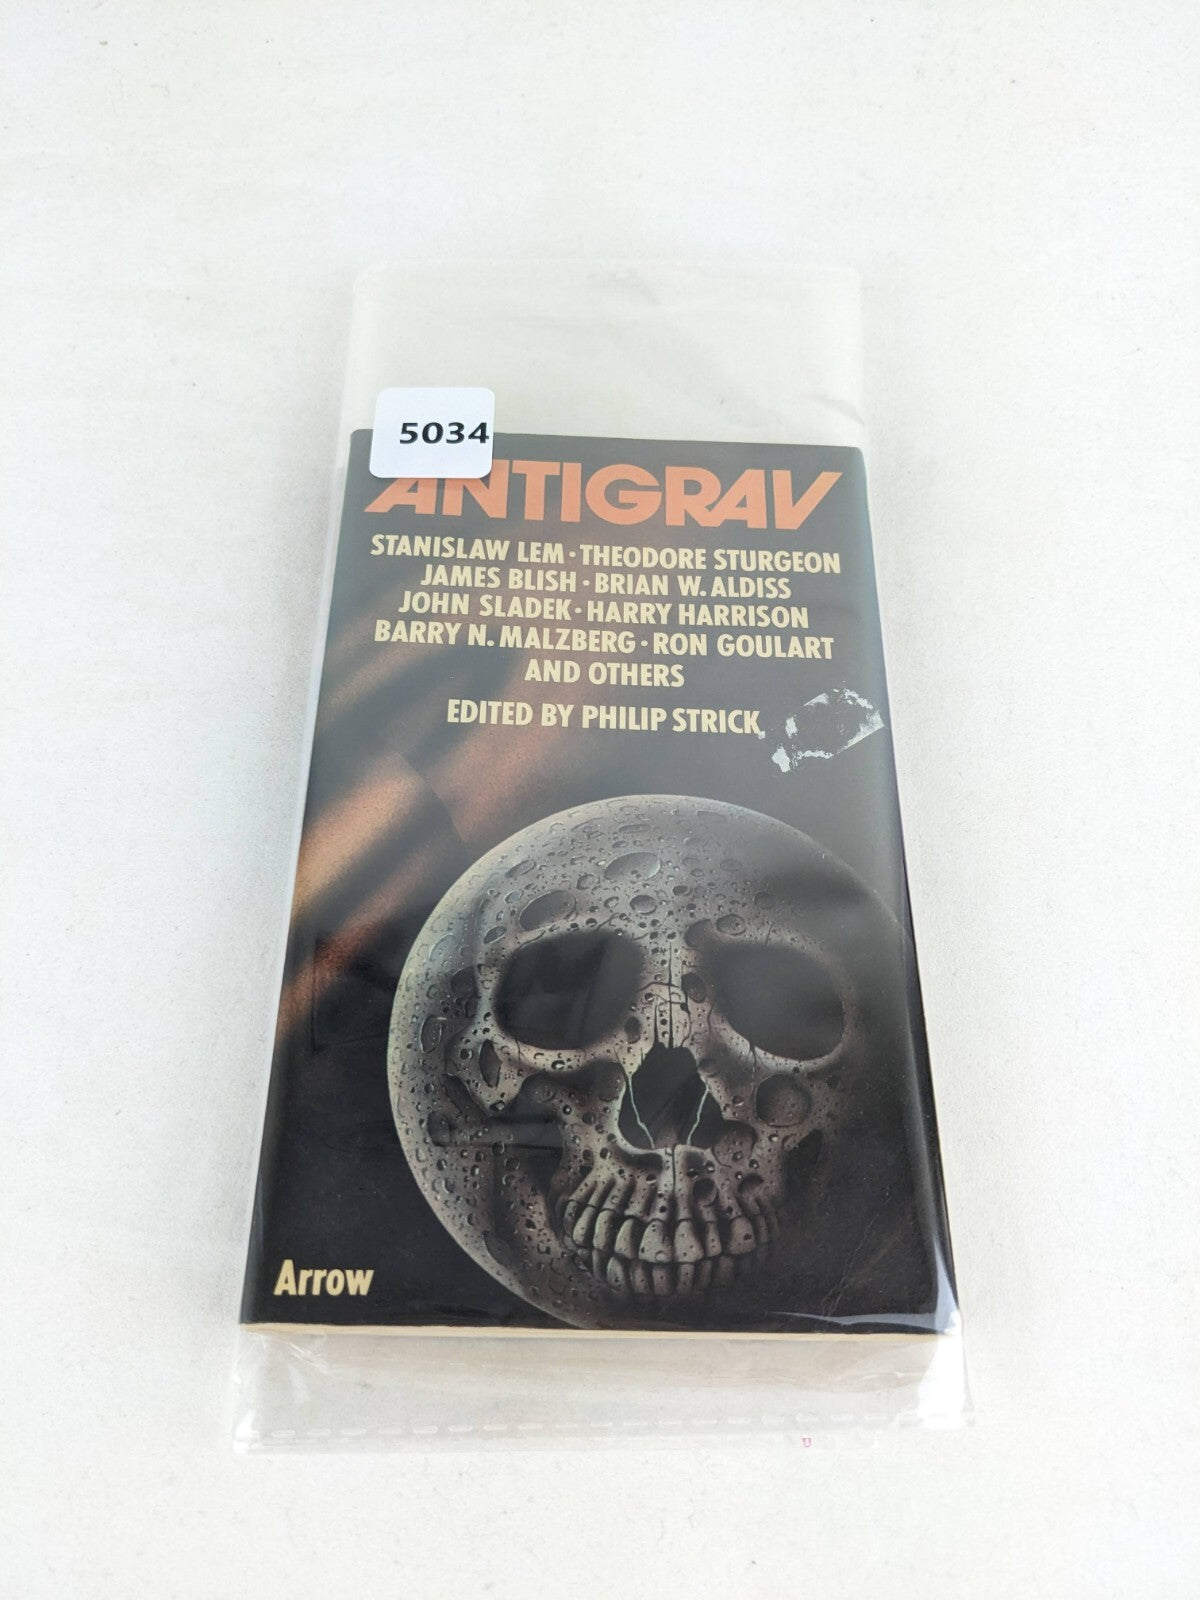 5034
ANTIGRAV
STANISLAW LEM · THEODORE STURGEON
JAMES BLISH · BRIAN W. ALDISS
JOHN SLADEK · HARRY HARRISON
BARRY N. MALZBERG · RON GOULART
AND OTHERS
EDITED BY PHILIP STRICK
Arrow